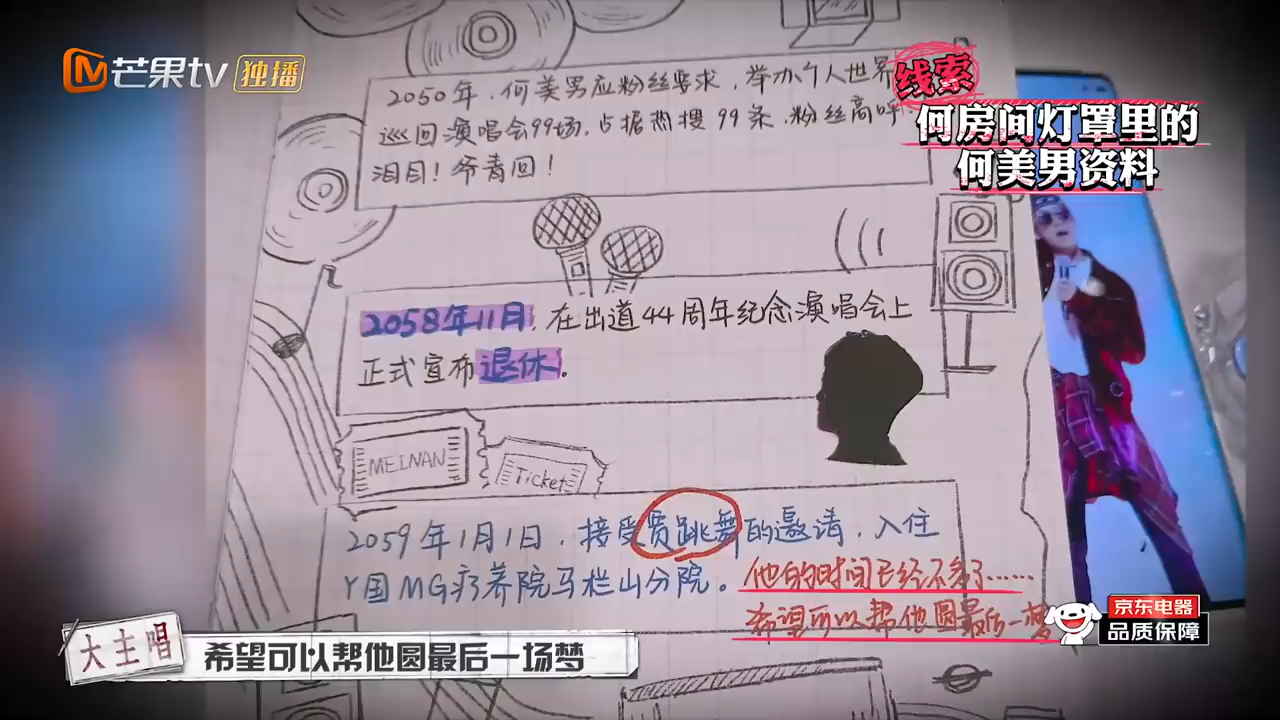 芒果tv 独播
线索
何房间灯罩里的
何美男资料
2050年,何美男应粉丝要求,举办个人世界
巡回演唱会99场,占据热搜99条,粉丝高呼
泪目!爷青回!
2058年11月,在出道44周年纪念演唱会上
正式宣布退休。
MEINAN
Ticket
2059年1月1日,接受贾跳舞的邀请,入住
Y国MG疗养院马栏山分院。他的时间已经不多了……
希望可以帮他圆最后一梦
京东电器
品质保障
大主唱
希望可以帮他圆最后一场梦